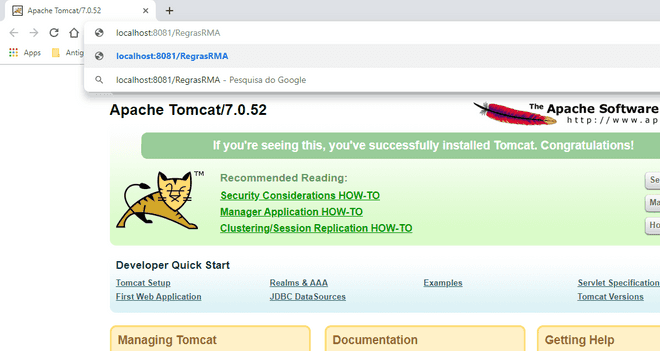 Apache Tomcat/7.0.52
localhost:8081/RegrasRMA
localhost:8081/RegrasRMA
localhost:8081/RegrasRMA - Pesquisa do Google
Apps
Antig
Apache Tomcat/7.0.52
The Apache Software
http://www.ap
If you're seeing this, you've successfully installed Tomcat. Congratulations!
TM
Recommended Reading:
Security Considerations HOW-TO
Manager Application HOW-TO
Clustering/Session Replication HOW-TO
Se
Ma
Ho
Developer Quick Start
Tomcat Setup
First Web Application
Realms & AAA
JDBC DataSources
Examples
Servlet Specification
Tomcat Versions
Managing Tomcat
Documentation
Getting Help